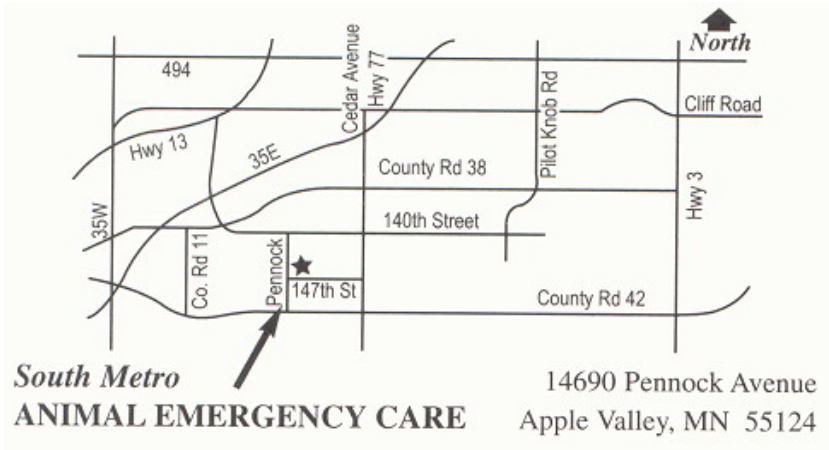 North
494
Cedar Avenue
Hwy 77
Pilot Knob Rd
Cliff Road
Hwy 13
35E
County Rd 38
Hwy 3
35W
140th Street
Co. Rd 11
Pennock
147th St
County Rd 42
South Metro
ANIMAL EMERGENCY CARE
14690 Pennock Avenue
Apple Valley, MN 55124